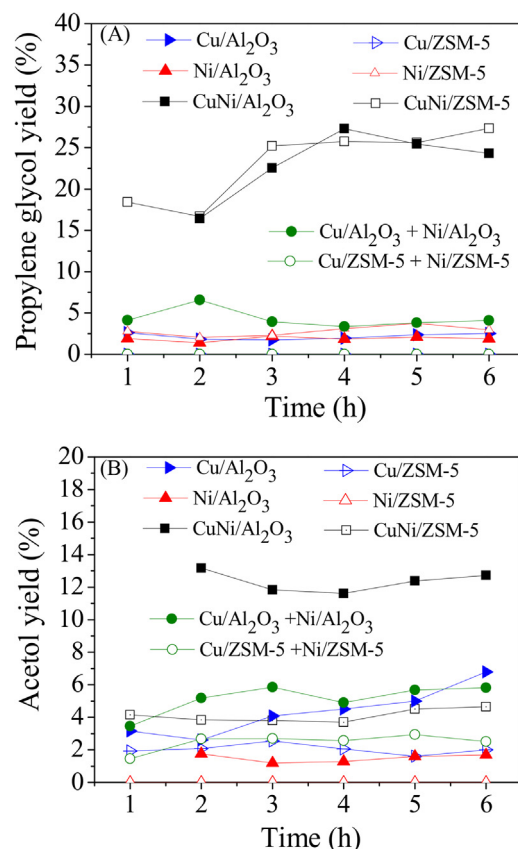 (A)
Cu/Al₂O₃ Cu/ZSM-5
Ni/Al₂O₃ Ni/ZSM-5
CuNi/Al₂O₃ CuNi/ZSM-5
Cu/Al₂O₃ + Ni/Al₂O₃
Cu/ZSM-5 + Ni/ZSM-5
Propylene glycol yield (%)
40
35
30
25
20
15
10
5
0
1 2 3 4 5 6
Time (h)
(B)
Cu/Al₂O₃ Cu/ZSM-5
Ni/Al₂O₃ Ni/ZSM-5
CuNi/Al₂O₃ CuNi/ZSM-5
Cu/Al₂O₃ +Ni/Al₂O₃
Cu/ZSM-5 +Ni/ZSM-5
Acetol yield (%)
20
18
16
14
12
10
8
6
4
2
0
1 2 3 4 5 6
Time (h)